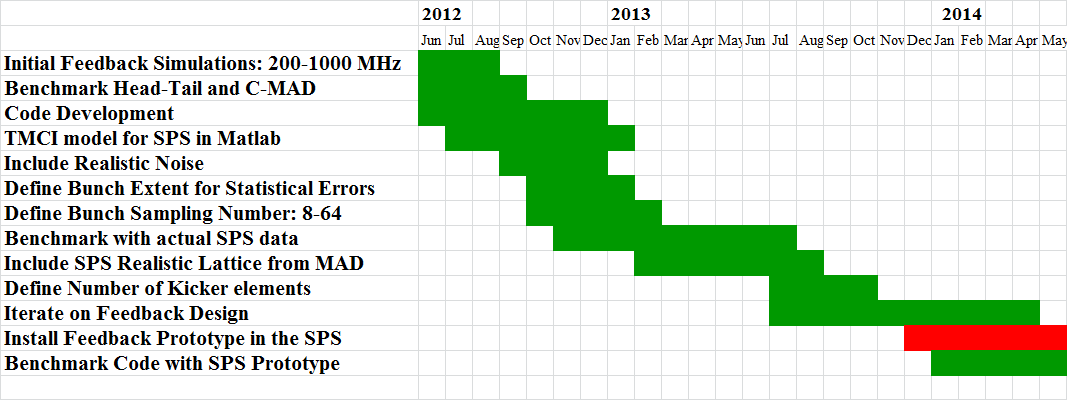 2012 2013 2014
Jun Jul Aug Sep Oct Nov Dec Jan Feb Mar Apr May Jun Jul Aug Sep Oct Nov Dec Jan Feb Mar Apr May
Initial Feedback Simulations: 200-1000 MHz
Benchmark Head-Tail and C-MAD
Code Development
TMCI model for SPS in Matlab
Include Realistic Noise
Define Bunch Extent for Statistical Errors
Define Bunch Sampling Number: 8-64
Benchmark with actual SPS data
Include SPS Realistic Lattice from MAD
Define Number of Kicker elements
Iterate on Feedback Design
Install Feedback Prototype in the SPS
Benchmark Code with SPS Prototype